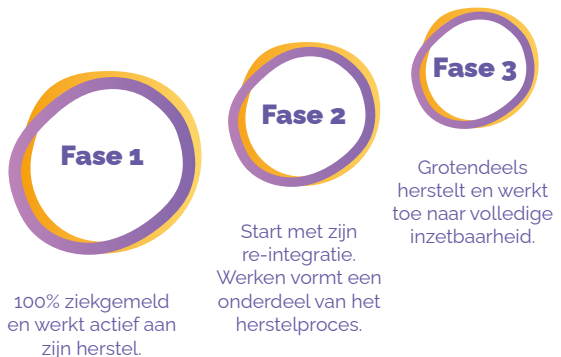 Fase 1
100% ziekgemeld
en werkt actief aan
zijn herstel.
Fase 2
Start met zijn
re-integratie.
Werken vormt een
onderdeel van het
herstelproces.
Fase 3
Grotendeels
herstelt en werkt
toe naar volledige
inzetbaarheid.